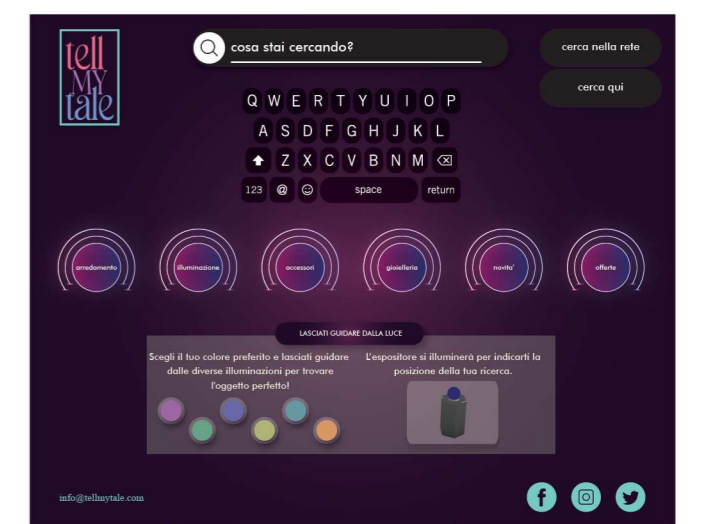 tell
MY
tale
cosa stai cercando?
cerca nella rete
cerca qui
Q W E R T Y U I O P
A S D F G H J K L
Z X C V B N M
123 @ space return
arredamento illuminazione accessori gioielleria novita' offerte
LASCIATI GUIDARE DALLA LUCE
Scegli il tuo colore preferito e lasciati guidare
dalle diverse illuminazioni per trovare
l'oggetto perfetto!
L'espositore si illuminerà per indicarti la
posizione della tua ricerca.
info@tellmytale.com